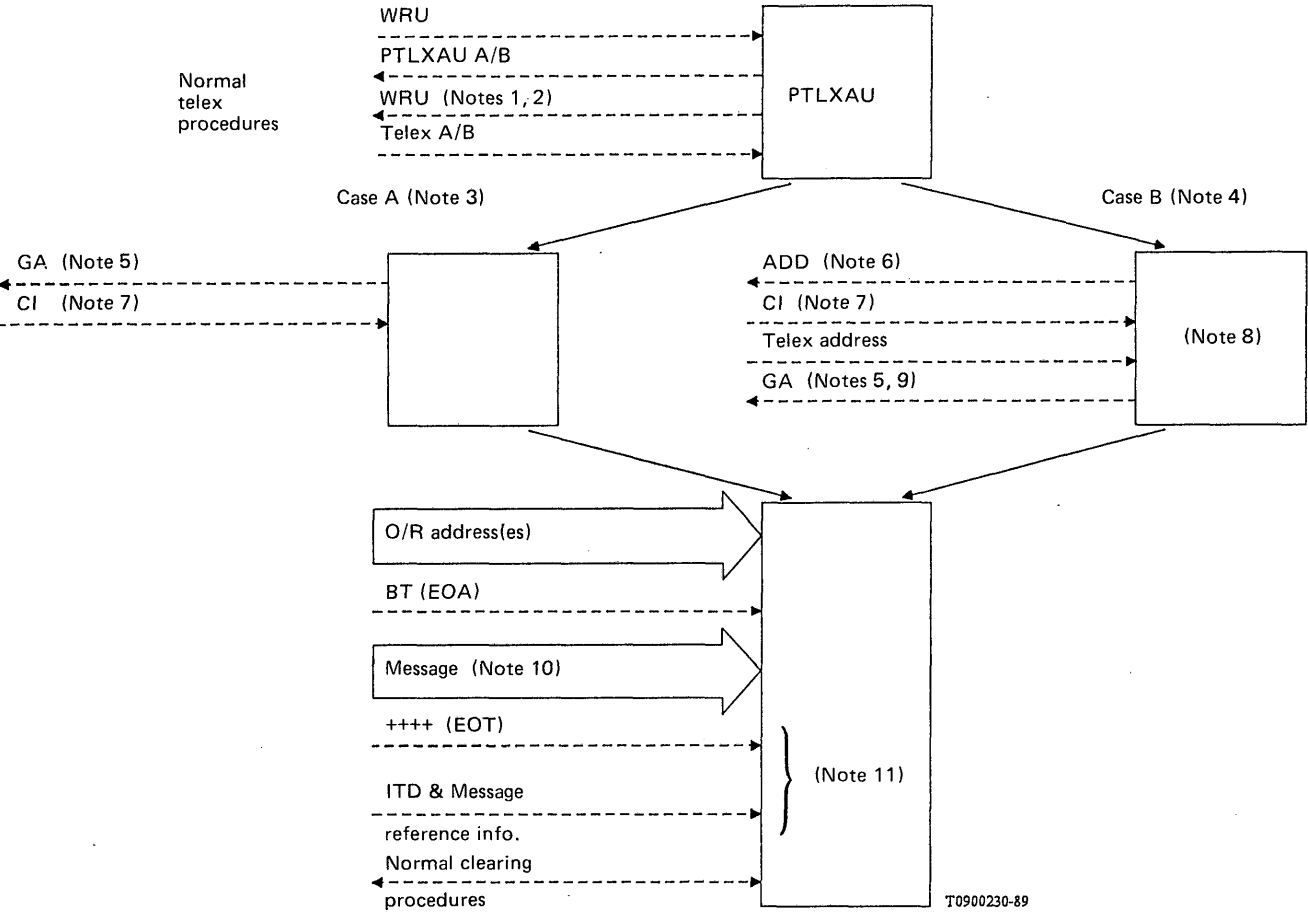 WRU
PTLXAU A/B
Normal
telex
procedures
WRU (Notes 1, 2)
Telex A/B
PTLXAU
Case A (Note 3)
Case B (Note 4)
GA (Note 5)
CI (Note 7)
ADD (Note 6)
CI (Note 7)
Telex address
GA (Notes 5, 9)
(Note 8)
O/R address(es)
BT (EOA)
Message (Note 10)
++++ (EOT)
(Note 11)
ITD & Message
reference info.
Normal clearing
procedures
T0900230-89